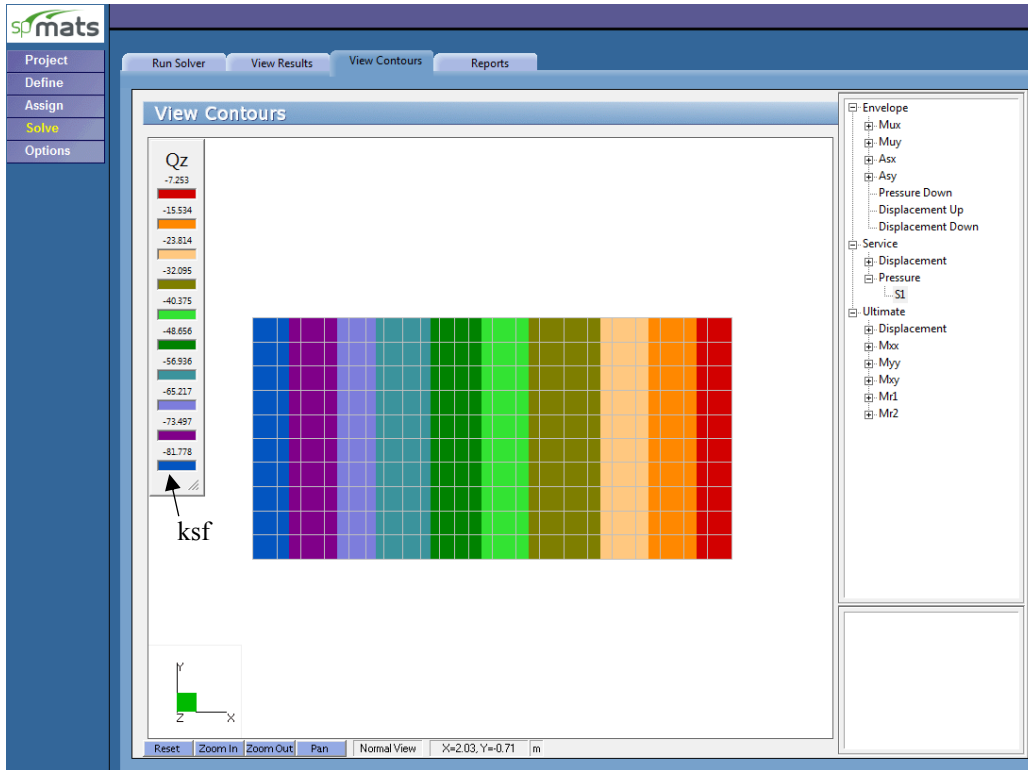 spmats
Project
Define
Assign
Solve
Options
Run Solver View Results View Contours Reports
View Contours
Qz
-7.253
-15.534
-23.814
-32.095
-40.375
-48.656
-56.936
-65.217
-73.497
-81.778
ksf
Y
Z X
Reset Zoom In Zoom Out Pan Normal View X=2.03, Y=-0.71 m
Envelope
Mux
Muy
Asx
Asy
Pressure Down
Displacement Up
Displacement Down
Service
Displacement
Pressure
S1
Ultimate
Displacement
Mxx
Myy
Mxy
Mr1
Mr2